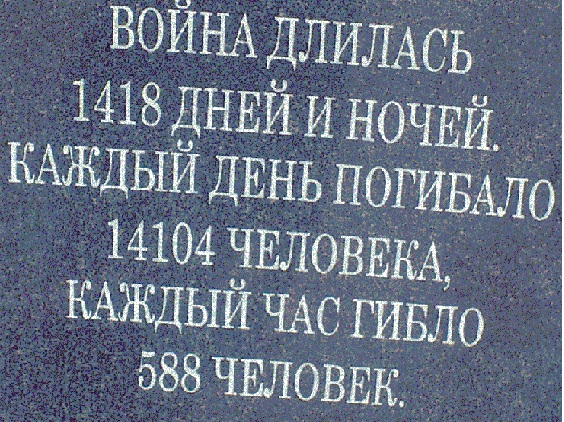 ВОЙНА ДЛИЛАСЬ
1418 ДНЕЙ И НОЧЕЙ.
КАЖДЫЙ ДЕНЬ ПОГИБАЛО
14104 ЧЕЛОВЕКА,
КАЖДЫЙ ЧАС ГИБЛО
588 ЧЕЛОВЕК.